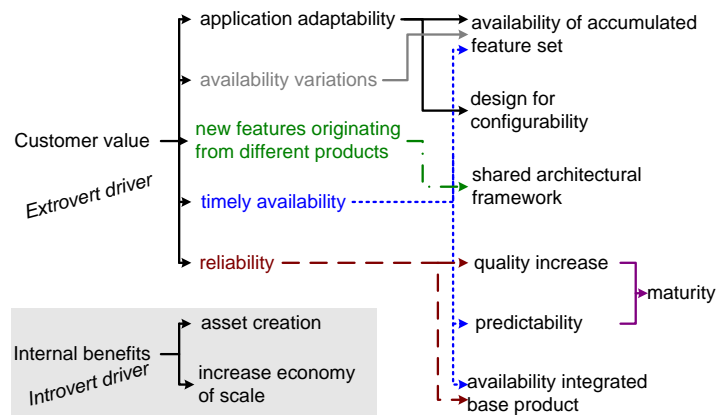 application adaptability
availability of accumulated
feature set
availability variations
design for
configurability
Customer value
new features originating
from different products
Extrovert driver
shared architectural
framework
timely availability
reliability
quality increase
maturity
asset creation
predictability
Internal benefits
Introvert driver
increase economy
of scale
availability integrated
base product